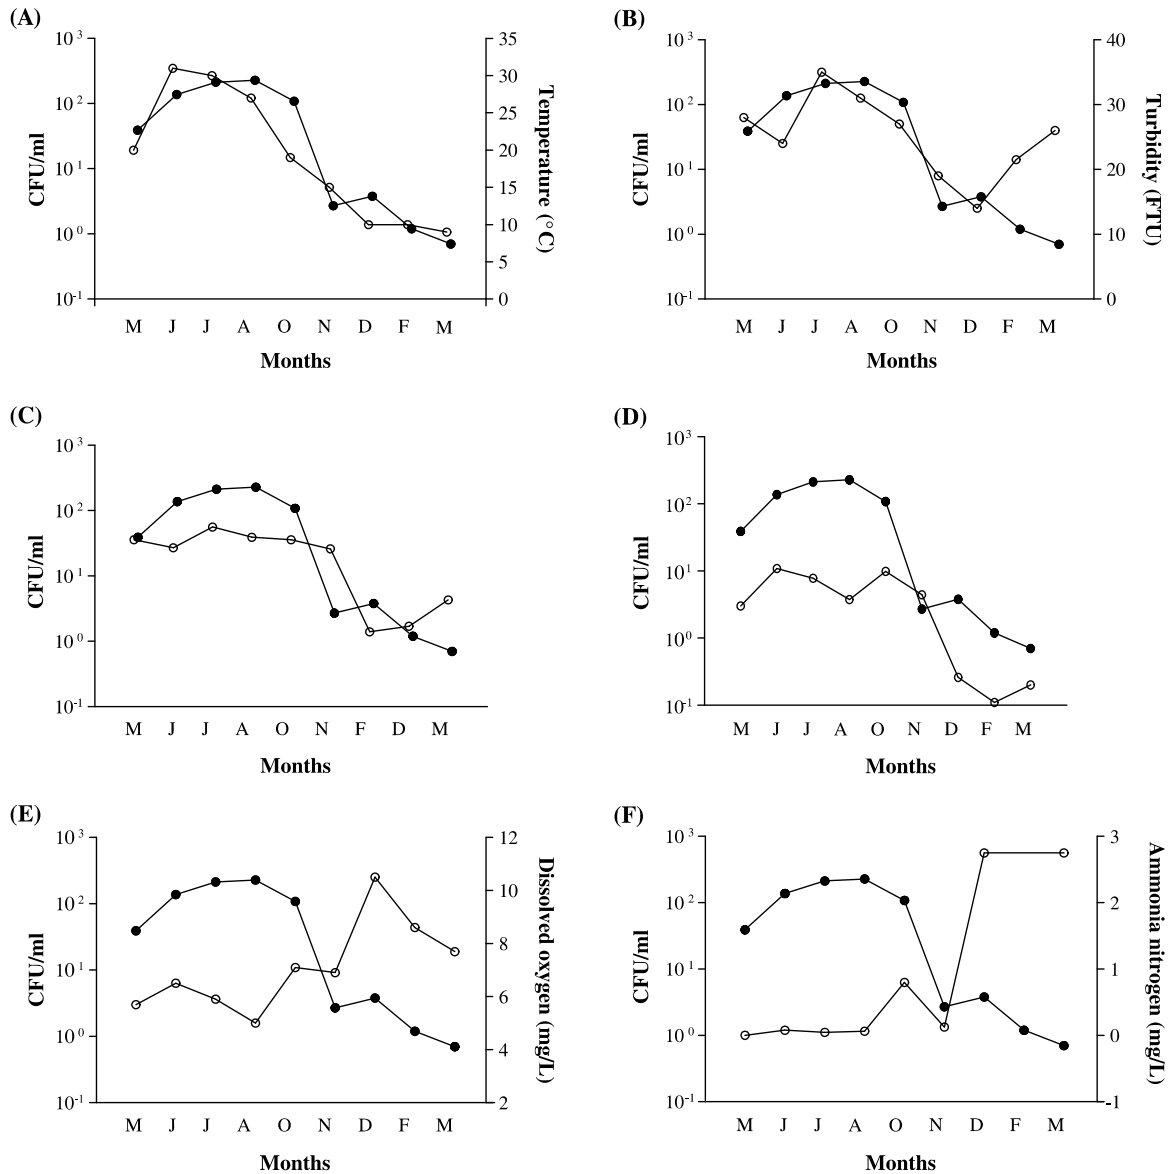 (A)
10³
10²
10¹
10⁰
10⁻¹
CFU/ml
35
30
25
20
15
10
5
0
Temperature (°C)
M J J A O N D F M
Months
(B)
10³
10²
10¹
10⁰
10⁻¹
CFU/ml
40
30
20
10
0
Turbidity (FTU)
M J J A O N D F M
Months
(C)
10³
10²
10¹
10⁰
10⁻¹
CFU/ml
M J J A O N F D M
Months
(D)
10³
10²
10¹
10⁰
10⁻¹
CFU/ml
M J J A O N D F M
Months
(E)
10³
10²
10¹
10⁰
10⁻¹
CFU/ml
12
10
8
6
4
2
Dissolved oxygen (mg/L)
M J J A O N D F M
Months
(F)
10³
10²
10¹
10⁰
10⁻¹
CFU/ml
3
2
1
0
-1
Ammonia nitrogen (mg/L)
M J J A O N D F M
Months